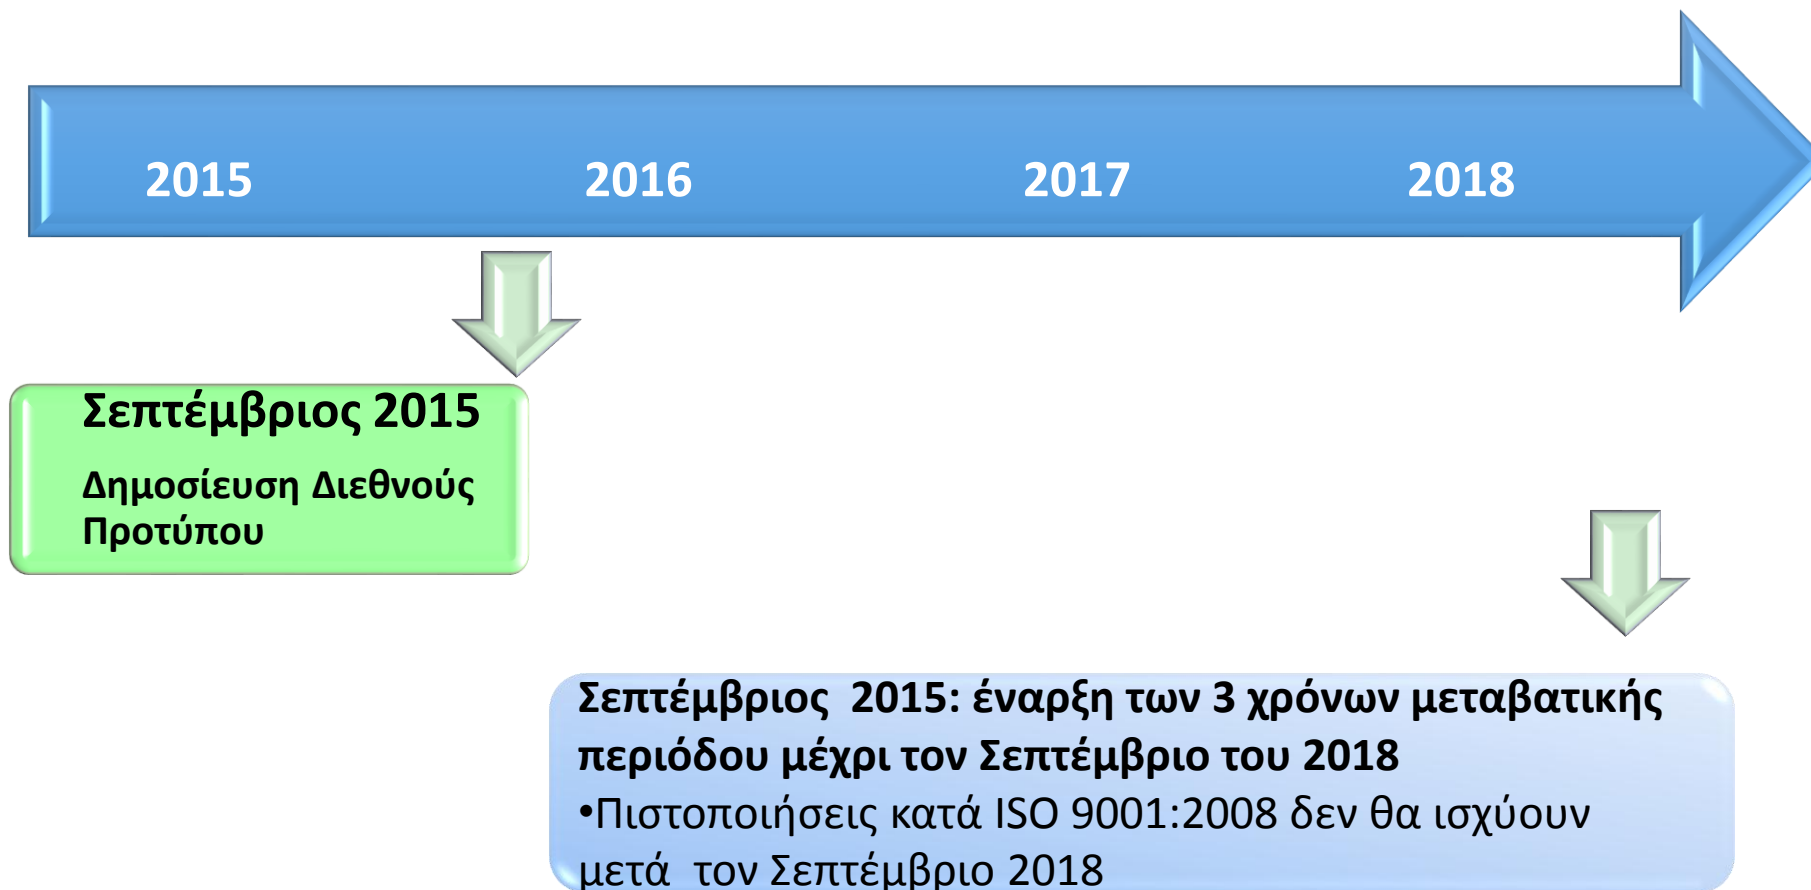 2015 2016 2017 2018
Σεπτέμβριος 2015
Δημοσίευση Διεθνούς
Προτύπου
Σεπτέμβριος 2015: έναρξη των 3 χρόνων μεταβατικής
περιόδου μέχρι τον Σεπτέμβριο του 2018
•Πιστοποιήσεις κατά ISO 9001:2008 δεν θα ισχύουν
μετά τον Σεπτέμβριο 2018